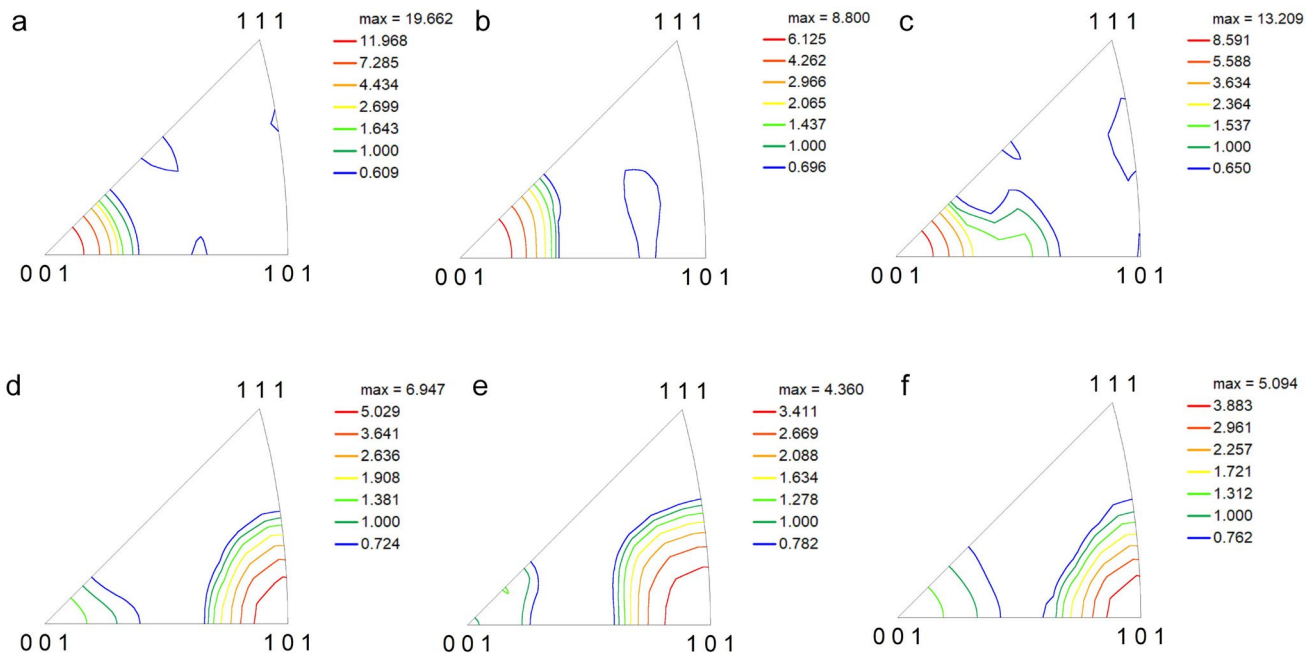 a
1 1 1
max = 19.662
11.968
7.285
4.434
2.699
1.643
1.000
0.609
0 0 1
1 0 1
b
1 1 1
max = 8.800
6.125
4.262
2.966
2.065
1.437
1.000
0.696
0 0 1
1 0 1
c
1 1 1
max = 13.209
8.591
5.588
3.634
2.364
1.537
1.000
0.650
0 0 1
1 0 1
d
1 1 1
max = 6.947
5.029
3.641
2.636
1.908
1.381
1.000
0.724
0 0 1
1 0 1
e
1 1 1
max = 4.360
3.411
2.669
2.088
1.634
1.278
1.000
0.782
0 0 1
1 0 1
f
1 1 1
max = 5.094
3.883
2.961
2.257
1.721
1.312
1.000
0.762
0 0 1
1 0 1